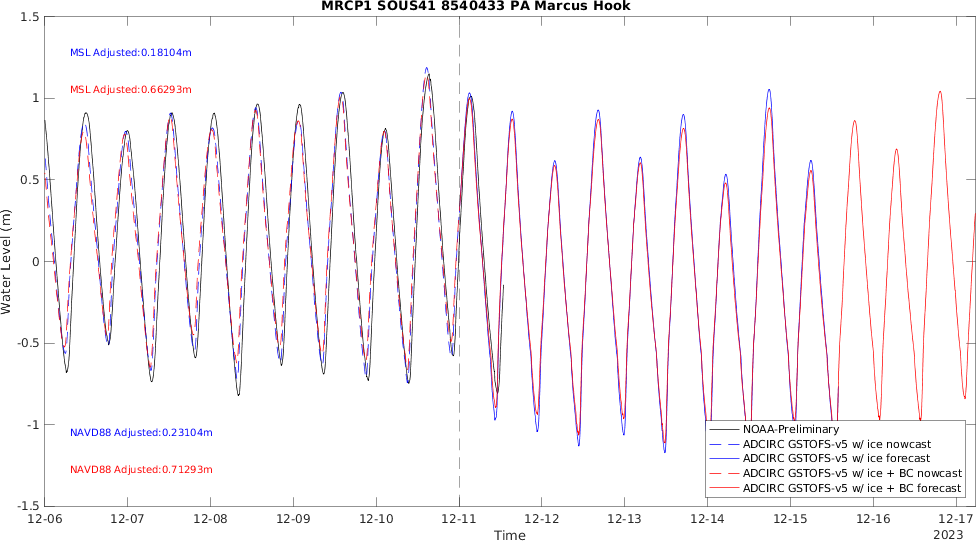 MRCP1 SOUS41 8540433 PA Marcus Hook
1.5
MSL Adjusted:0.18104m
MSL Adjusted:0.66293m
1
0.5
0
Water Level (m)
-0.5
-1
NAVD88 Adjusted:0.23104m
NAVD88 Adjusted:0.71293m
-1.5
NOAA-Preliminary
ADCIRC GSTOFS-v5 w/ ice nowcast
ADCIRC GSTOFS-v5 w/ ice forecast
ADCIRC GSTOFS-v5 w/ ice + BC nowcast
ADCIRC GSTOFS-v5 w/ ice + BC forecast
12-06 12-07 12-08 12-09 12-10 12-11 12-12 12-13 12-14 12-15 12-16 12-17
Time
2023